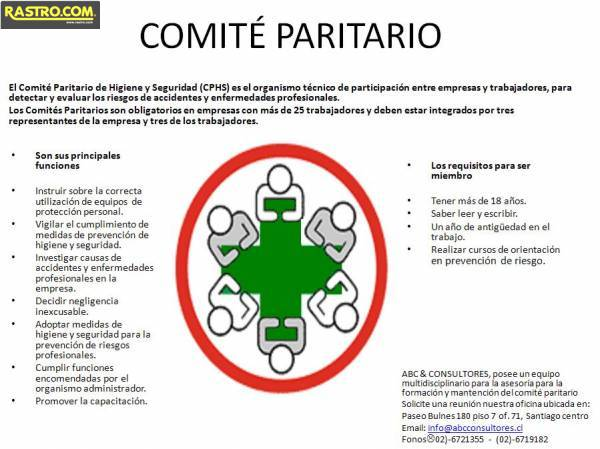 RASTRO.COM
www.rastro.com
COMITÉ PARITARIO
El Comité Paritario de Higiene y Seguridad (CPHS) es el organismo técnico de participación entre empresas y trabajadores, para
detectar y evaluar los riesgos de accidentes y enfermedades profesionales.
Los Comités Paritarios son obligatorios en empresas con más de 25 trabajadores y deben estar integrados por tres
representantes de la empresa y tres de los trabajadores.
• Son sus principales
funciones
• Instruir sobre la correcta
utilización de equipos de
protección personal.
• Vigilar el cumplimiento de
medidas de prevención de
higiene y seguridad.
• Investigar causas de
accidentes y enfermedades
profesionales en la
empresa.
• Decidir negligencia
inexcusable.
• Adoptar medidas de
higiene y seguridad para la
prevención de riesgos
profesionales.
• Cumplir funciones
encomendadas por el
organismo administrador.
• Promover la capacitación.
• Los requisitos para ser
miembro
• Tener más de 18 años.
• Saber leer y escribir.
• Un año de antigüedad en el
trabajo.
• Realizar cursos de orientación
en prevención de riesgo.
ABC & CONSULTORES, posee un equipo
multidisciplinario para la asesoría para la
formación y mantención del comité paritario
Solicite una reunión nuestra oficina ubicada en:
Paseo Bulnes 180 piso 7 of. 71, Santiago centro
Email: info@abcconsultores.cl
Fonos®02)-6721355 - (02)-6719182